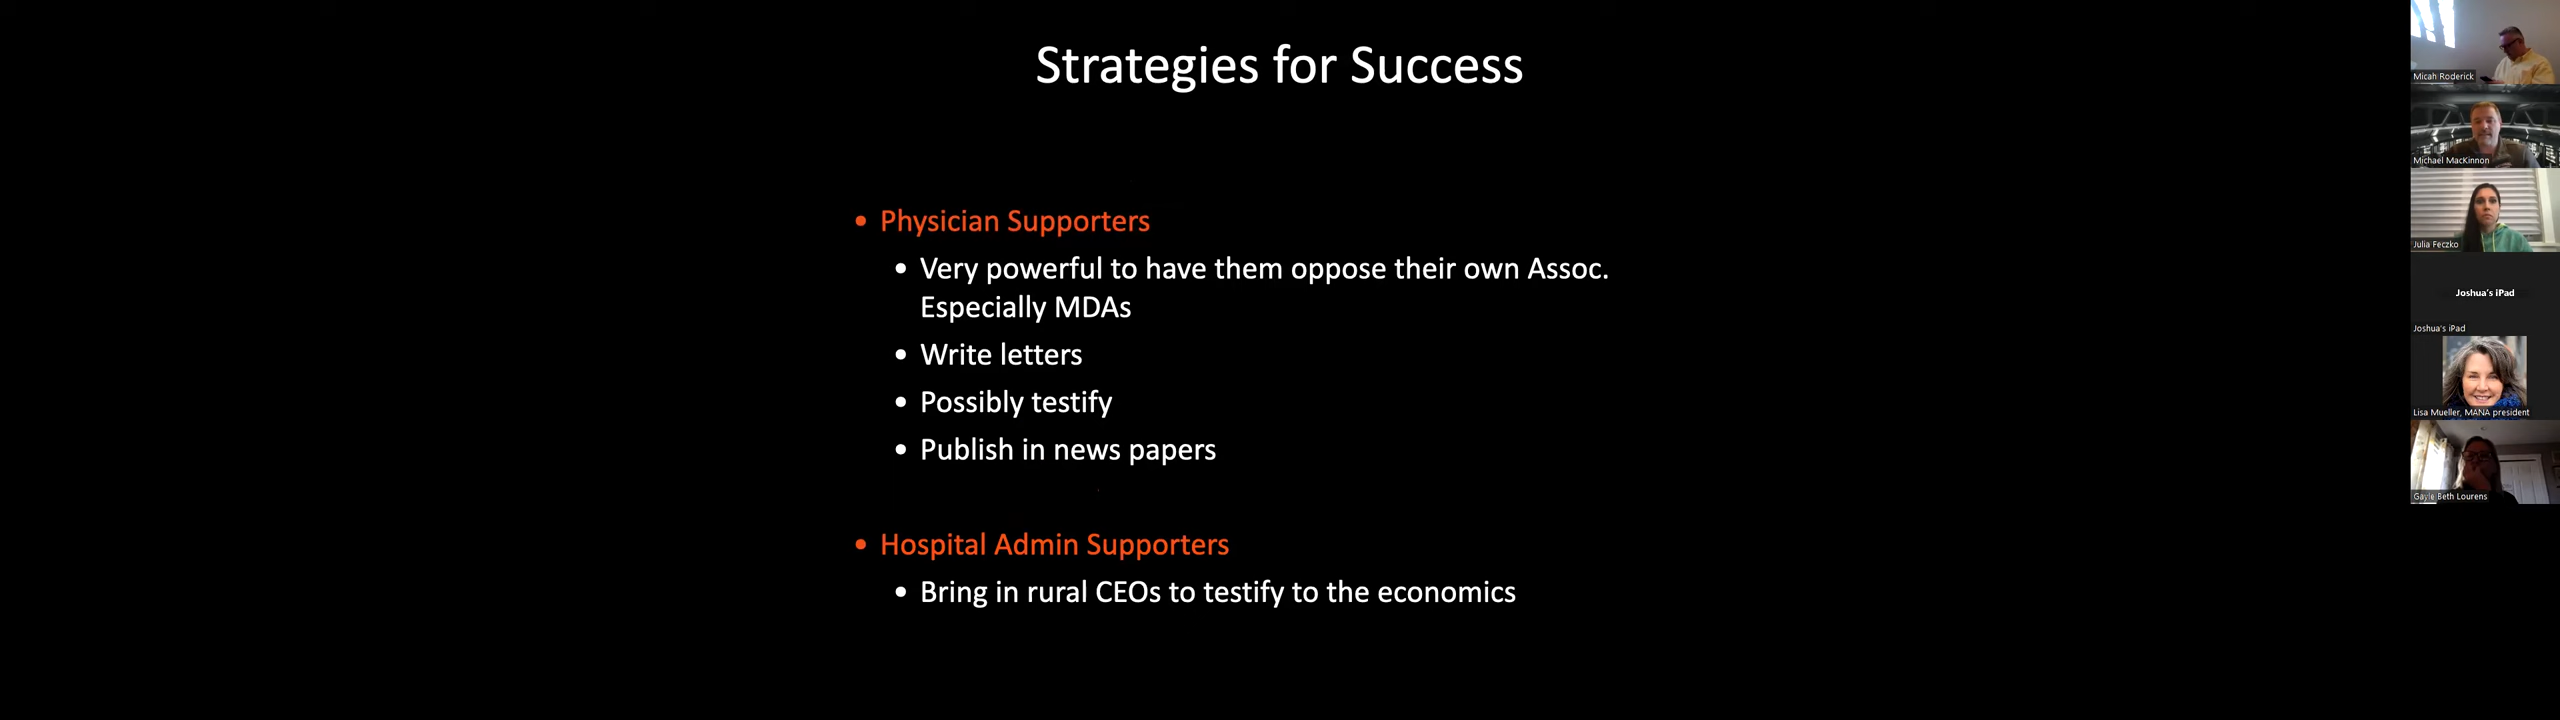 Strategies for Success
• Physician Supporters
• Very powerful to have them oppose their own Assoc.
Especially MDAs
• Write letters
• Possibly testify
• Publish in news papers
• Hospital Admin Supporters
• Bring in rural CEOs to testify to the economics
Micah Roderick
Michael MacKinnon
Julia Feczko
Joshua's iPad
Joshua's iPad
Lisa Mueller, MANA president
Gayle Beth Lourens